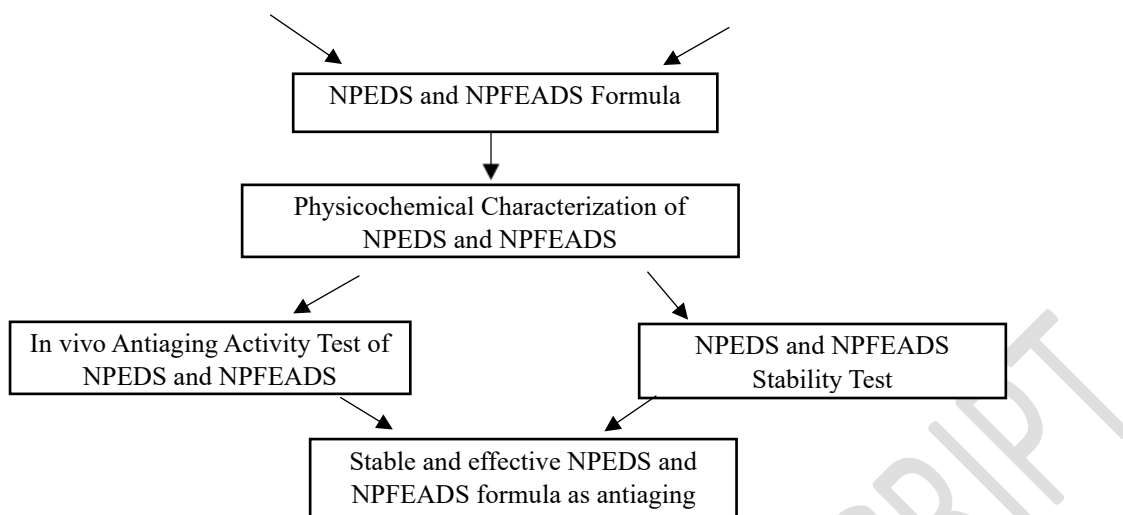 NPEDS and NPFEADS Formula
Physicochemical Characterization of
NPEDS and NPFEADS
In vivo Antiaging Activity Test of
NPEDS and NPFEADS
NPEDS and NPFEADS
Stability Test
Stable and effective NPEDS and
NPFEADS formula as antiaging
RIPT